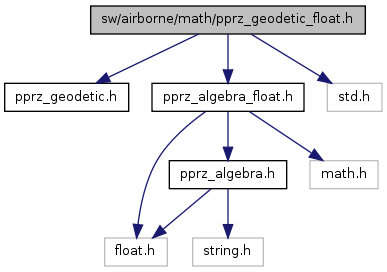 sw/airborne/math/pprz_geodetic_float.h
pprz_geodetic.h
pprz_algebra_float.h
std.h
pprz_algebra.h
math.h
float.h
string.h